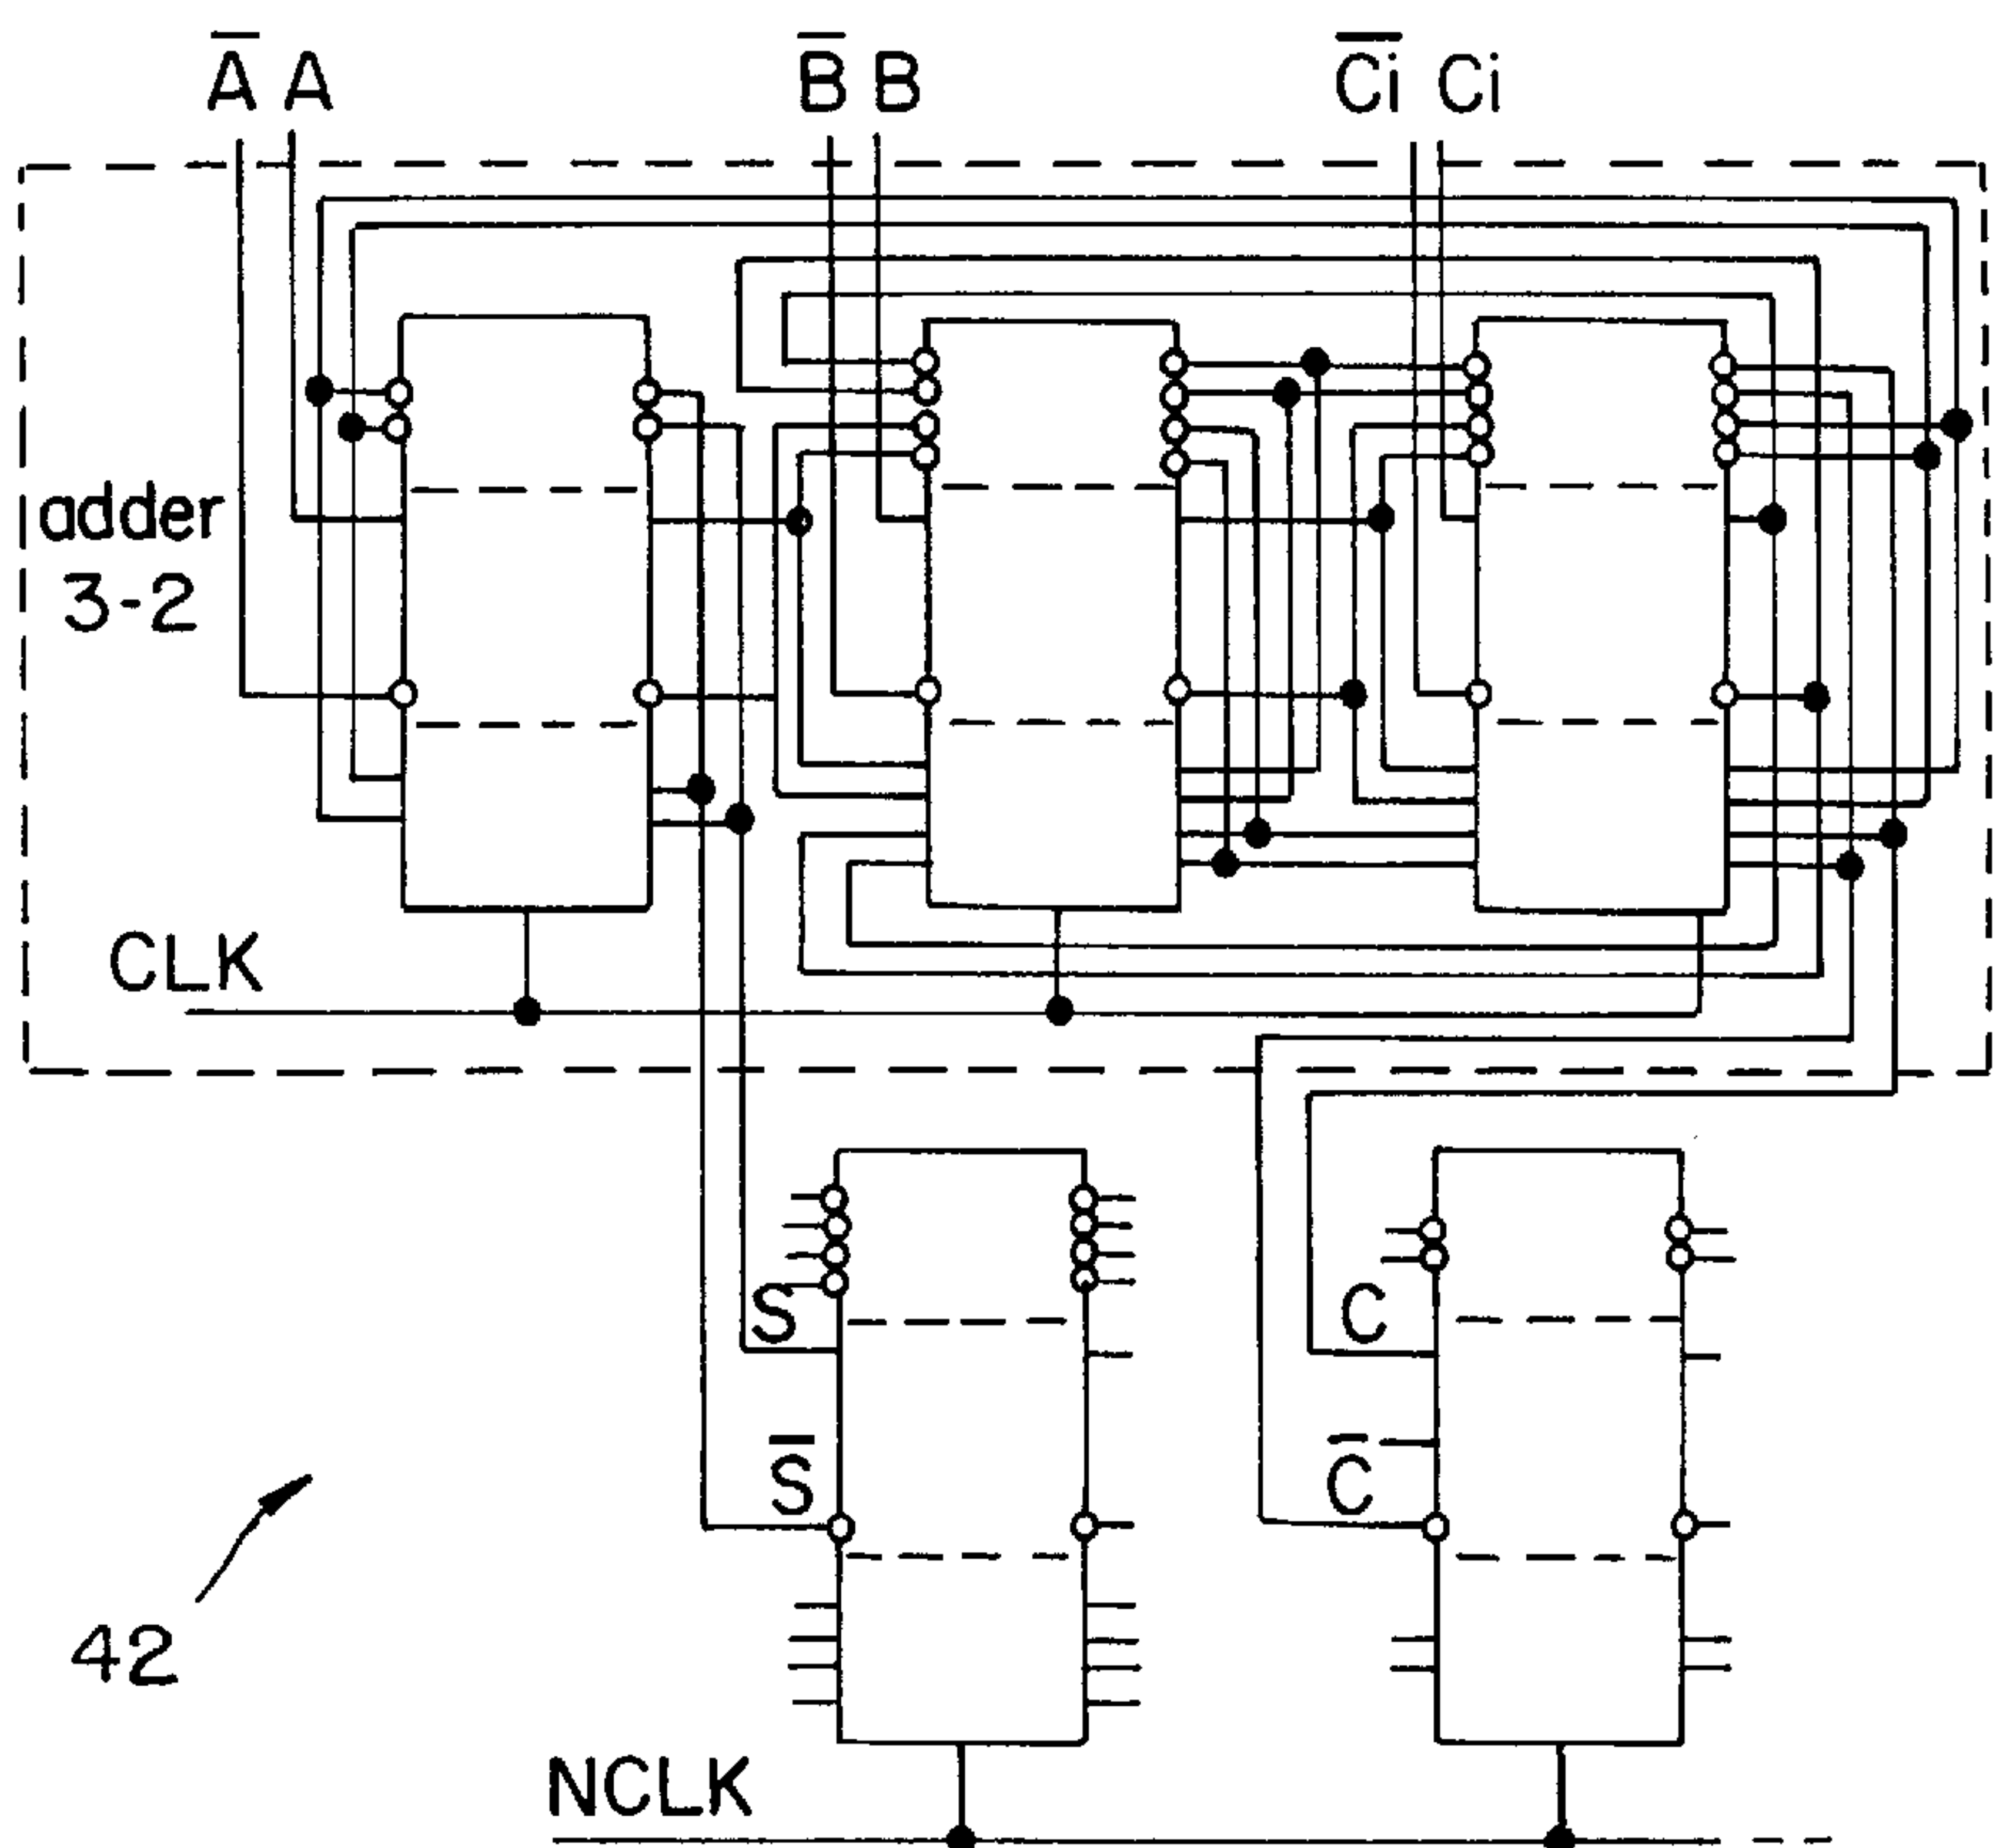 A̅ A B̅ B C̅i̅ Ci
adder
3-2
CLK
S C
S̅ C̅
42
NCLK